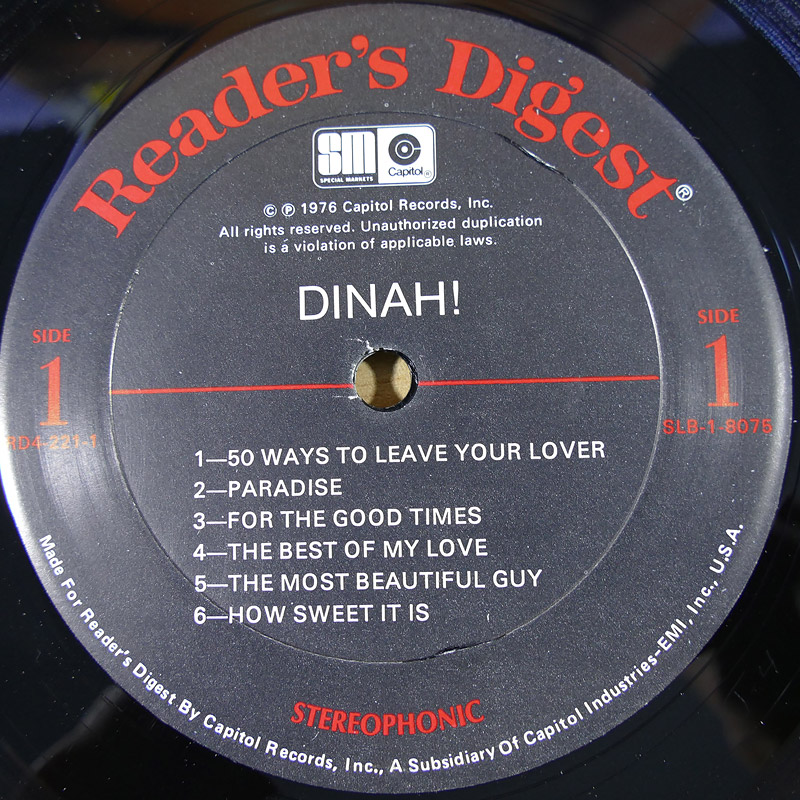 Reader's Digest®
SM
SPECIAL MARKETS
Capitol®
© ℗ 1976 Capitol Records, Inc.
All rights reserved. Unauthorized duplication
is a violation of applicable laws.
DINAH!
SIDE
1
RD4-221-1
SIDE
1
SLB-1-8075
1—50 WAYS TO LEAVE YOUR LOVER
2—PARADISE
3—FOR THE GOOD TIMES
4—THE BEST OF MY LOVE
5—THE MOST BEAUTIFUL GUY
6—HOW SWEET IT IS
STEREOPHONIC
Made For Reader's Digest By Capitol Records, Inc., A Subsidiary Of Capitol Industries-EMI, Inc., U.S.A.